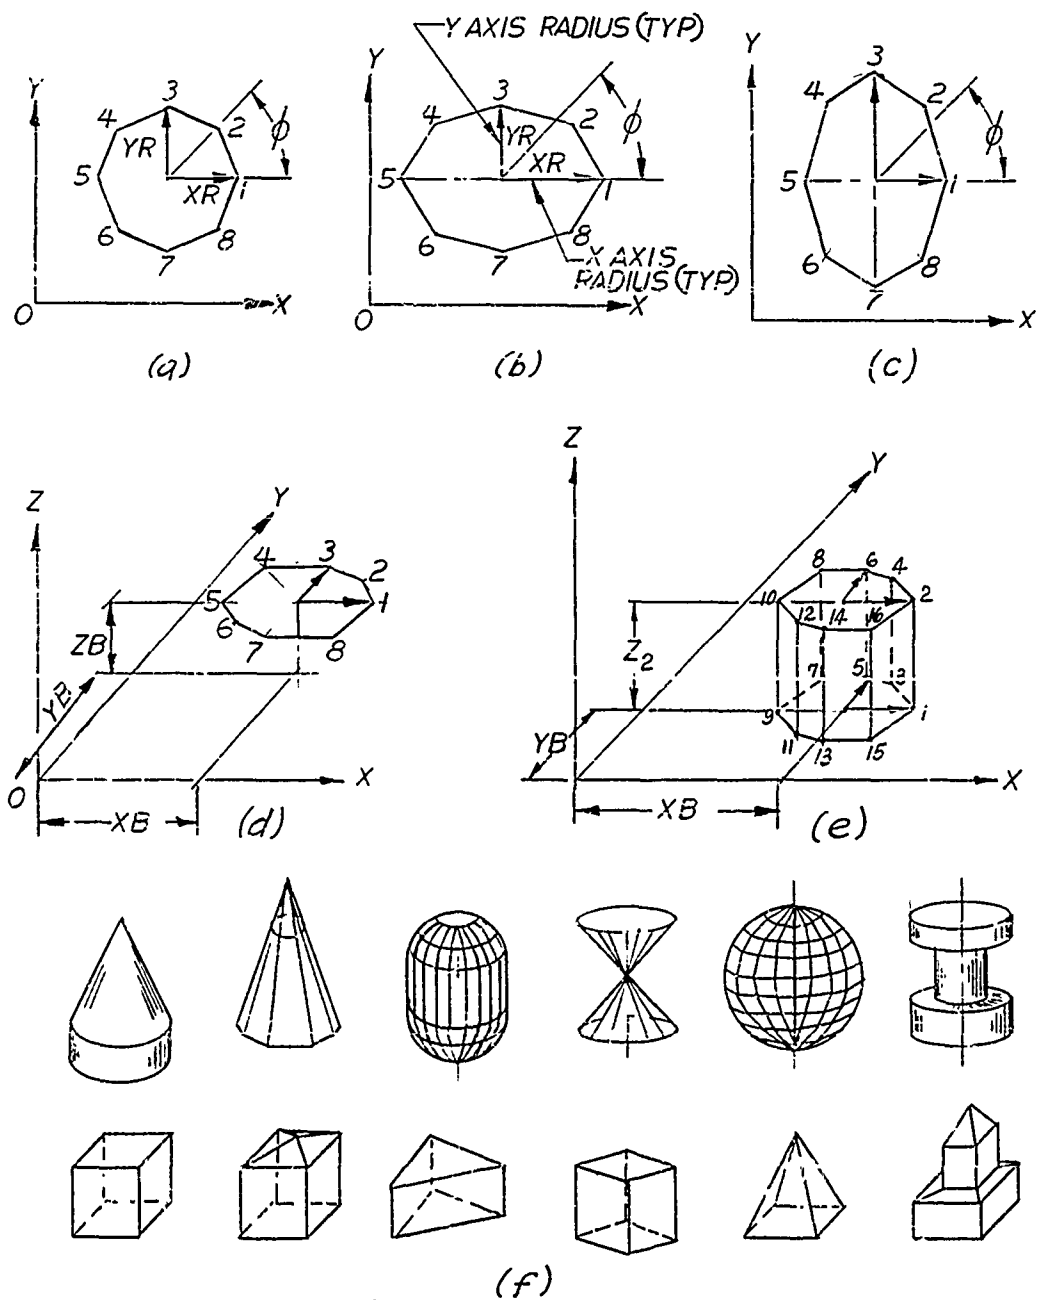 Y AXIS RADIUS (TYP)
Y
3
4
2
φ
YR
5
XR
1
6
8
7
O
X
(a)
Y
3
4
2
φ
YR
XR
5
1
6
8
7
X AXIS
RADIUS (TYP)
O
X
(b)
Y
3
4
2
φ
5
1
6
8
7
X
(c)
Z
Y
4
3
2
5
1
6
7
8
ZB
YB
O
X
XB
(d)
Z
Y
8
6
4
10
2
12
14
16
Z2
7
5
3
9
1
YB
11
13
15
X
XB
(e)
(f)